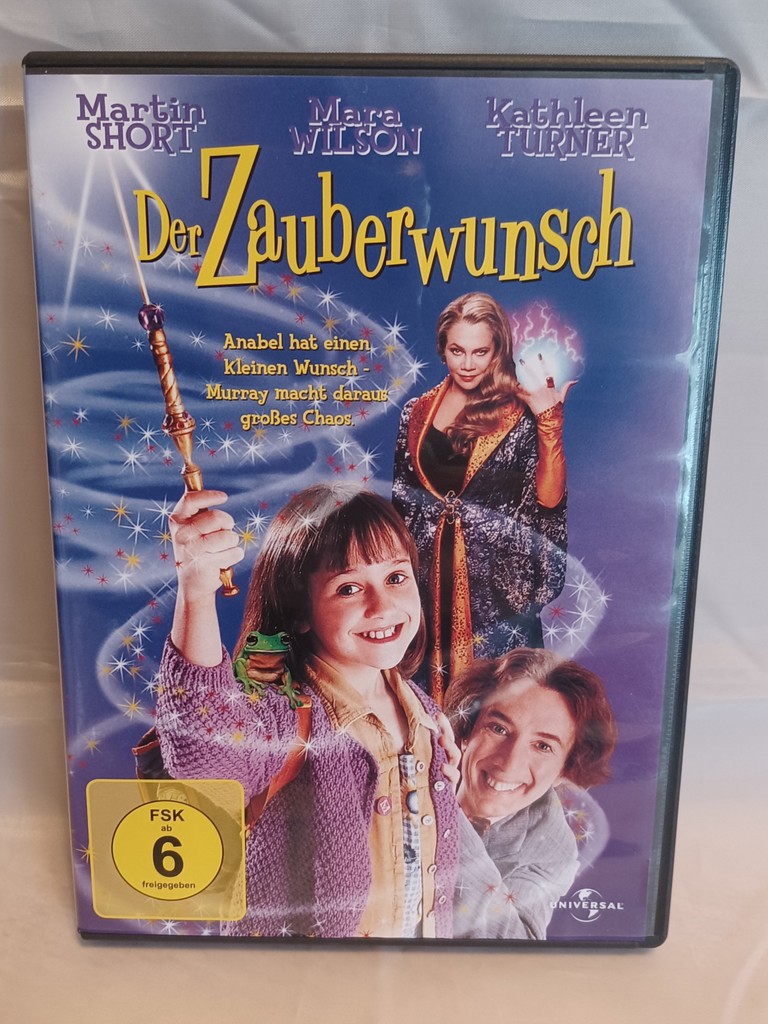 Martin SHORT
Mara WILSON
Kathleen TURNER
Der Zauberwunsch
Anabel hat einen
kleinen Wunsch -
Murray macht daraus
großes Chaos.
FSK
ab
6
freigegeben
UNIVERSAL